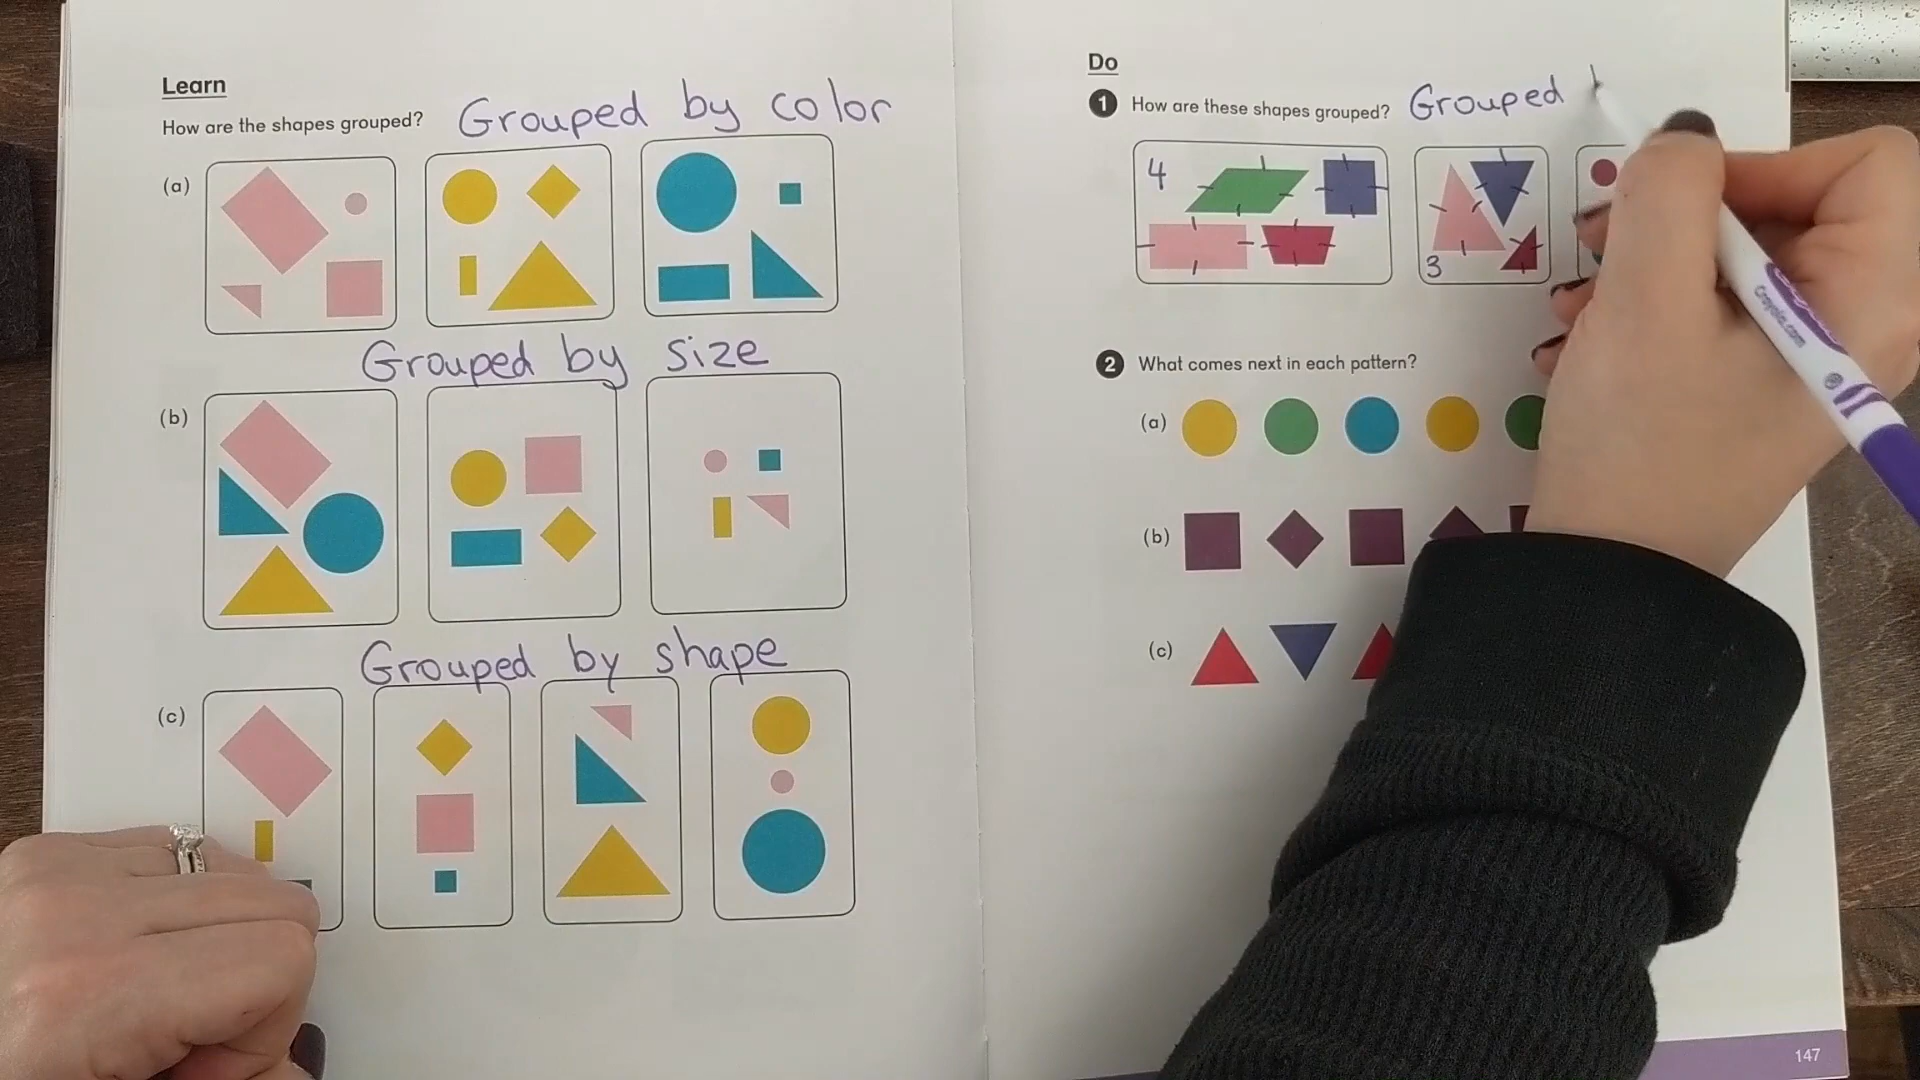 Learn
How are the shapes grouped? Grouped by color
(a)
Grouped by size
(b)
Grouped by shape
(c)
Do
1 How are these shapes grouped? Grouped
4
3
2 What comes next in each pattern?
(a)
(b)
(c)
147